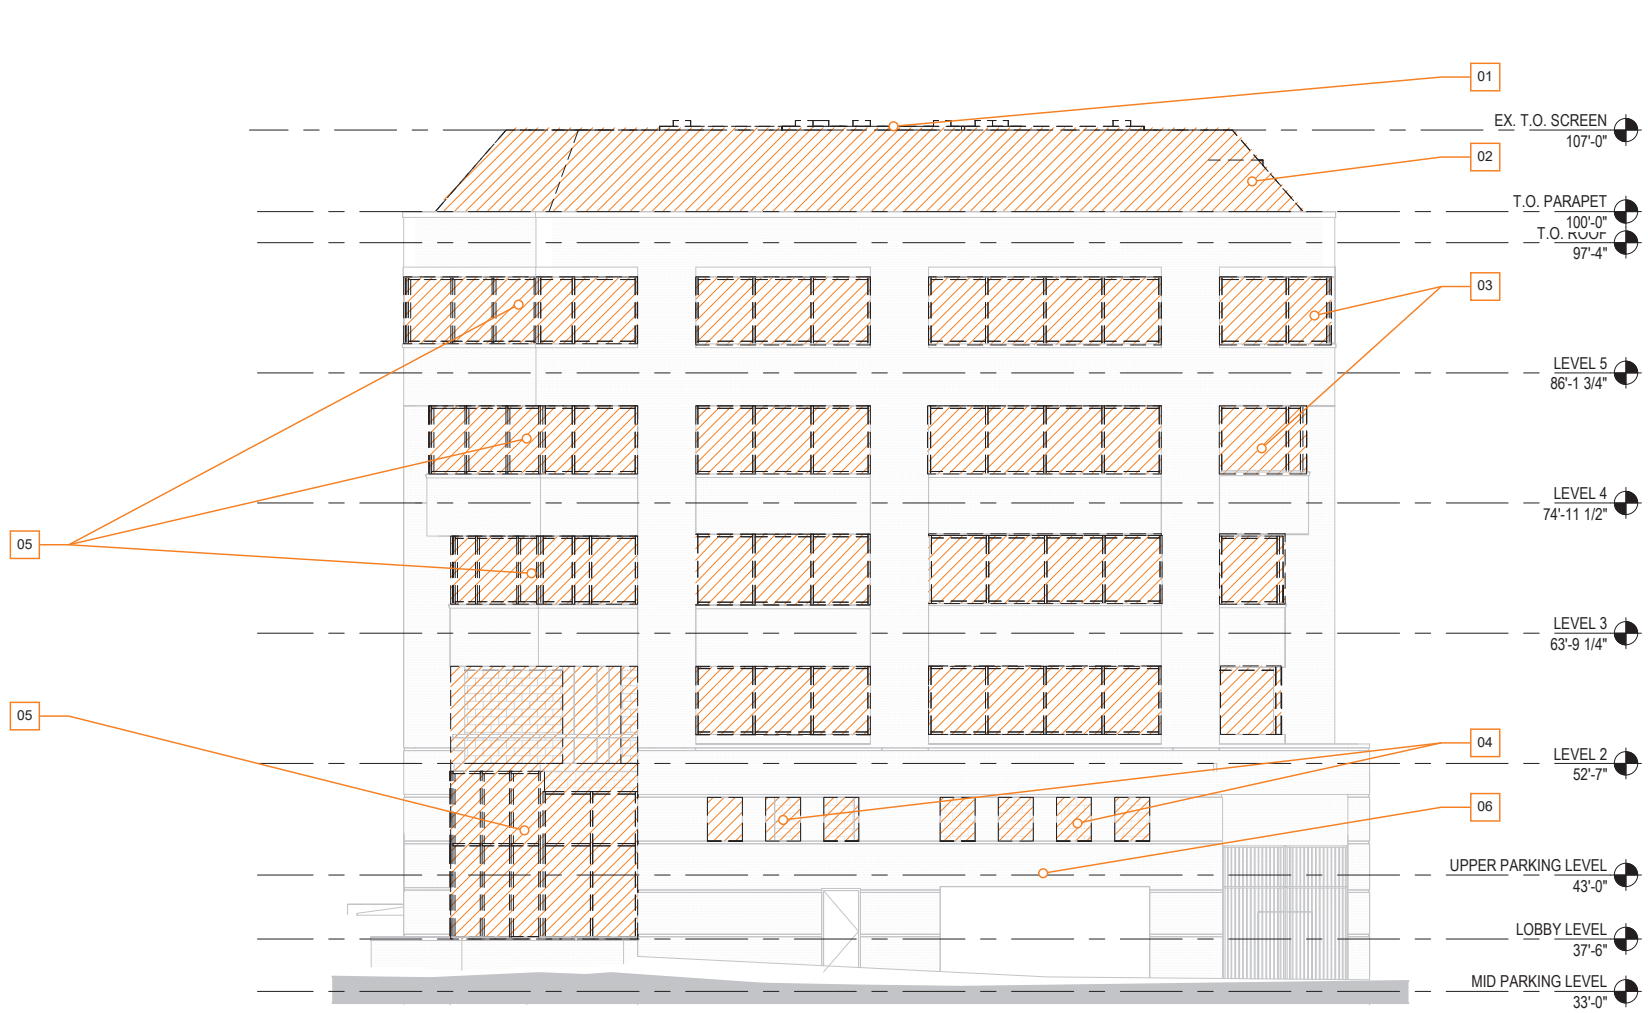 01
EX. T.O. SCREEN
107'-0"
02
T.O. PARAPET
100'-0"
T.O. ROOF
97'-4"
03
LEVEL 5
86'-1 3/4"
LEVEL 4
74'-11 1/2"
05
LEVEL 3
63'-9 1/4"
05
04
LEVEL 2
52'-7"
06
UPPER PARKING LEVEL
43'-0"
LOBBY LEVEL
37'-6"
MID PARKING LEVEL
33'-0"